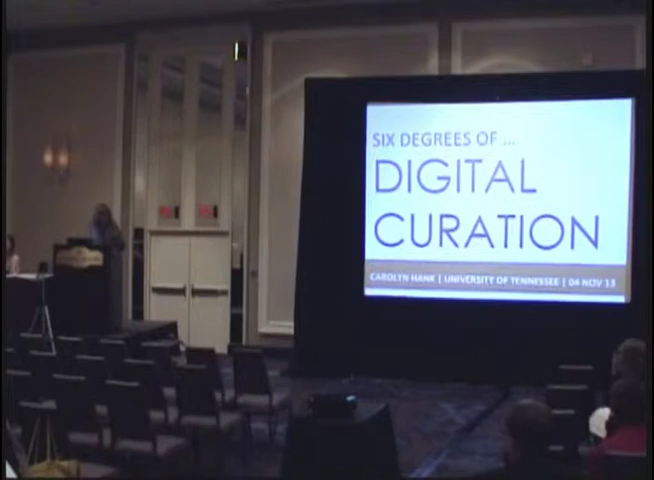 SIX DEGREES OF ...
DIGITAL
CURATION
CAROLYN HANK | UNIVERSITY OF TENNESSEE | 04 NOV 13